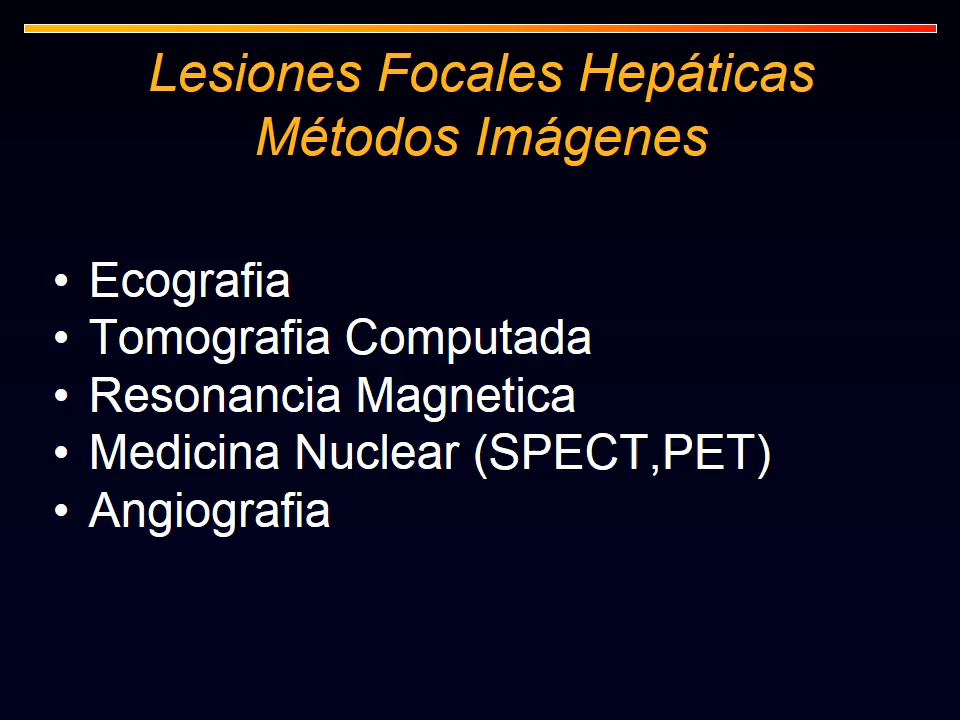 Lesiones Focales Hepáticas
Métodos Imágenes
• Ecografia
• Tomografia Computada
• Resonancia Magnetica
• Medicina Nuclear (SPECT,PET)
• Angiografia